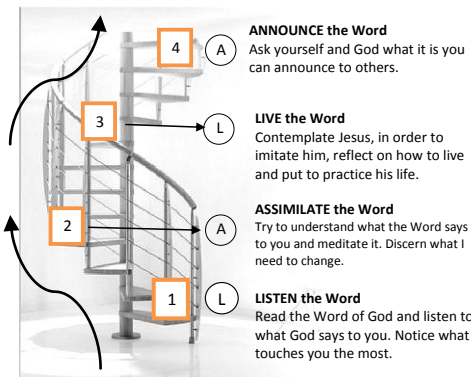 4 A ANNOUNCE the Word
Ask yourself and God what it is you
can announce to others.
3 L LIVE the Word
Contemplate Jesus, in order to
imitate him, reflect on how to live
and put to practice his life.
2 A ASSIMILATE the Word
Try to understand what the Word says
to you and meditate it. Discern what I
need to change.
1 L LISTEN the Word
Read the Word of God and listen to
what God says to you. Notice what
touches you the most.